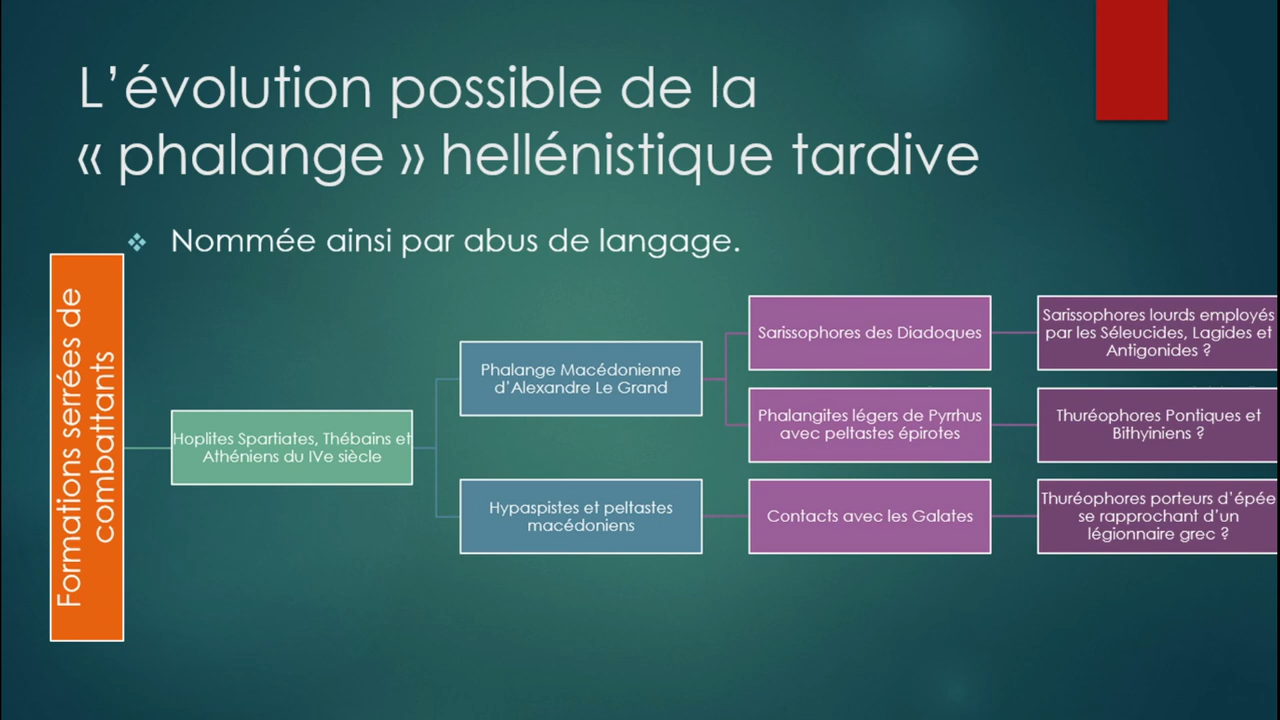 L’évolution possible de la
« phalange » hellénistique tardive
Nommée ainsi par abus de langage.
Formations serrées de
combattants
Hoplites Spartiates, Thébains et
Athéniens du IVe siècle
Phalange Macédonienne
d’Alexandre Le Grand
Hypaspistes et peltastes
macédoniens
Sarissophores des Diadoques
Phalangites légers de Pyrrhus
avec peltastes épirotes
Contacts avec les Galates
Sarissophores lourds employés
par les Séleucides, Lagides et
Antigonides ?
Thuréophores Pontiques et
Bithyiniens ?
Thuréophores porteurs d’épée
se rapprochant d’un
légionnaire grec ?